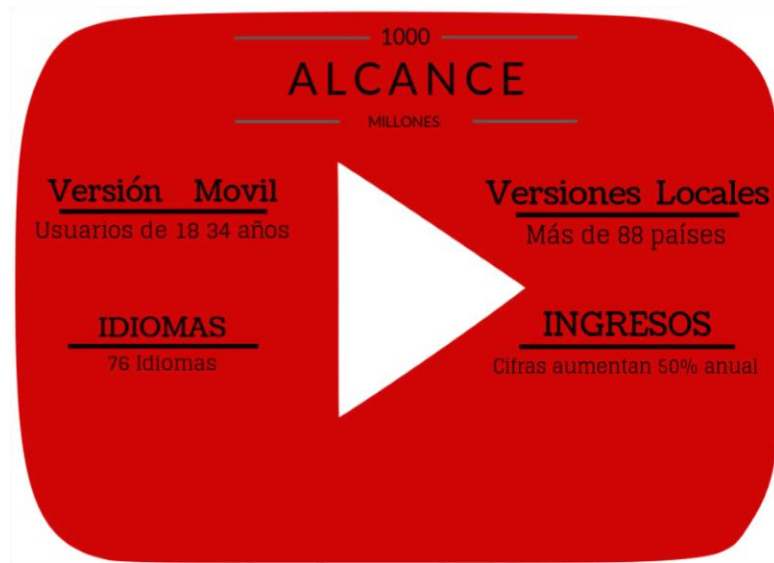 1000
ALCANCE
MILLONES
Versión Movil
Usuarios de 18 34 años
Versiones Locales
Más de 88 países
IDIOMAS
76 Idiomas
INGRESOS
Cifras aumentan 50% anual